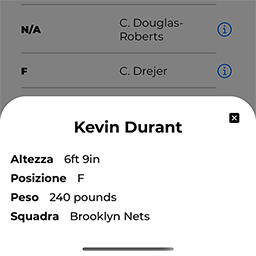 N/A C. Douglas-
Roberts
F C. Drejer
Kevin Durant
Altezza 6ft 9in
Posizione F
Peso 240 pounds
Squadra Brooklyn Nets